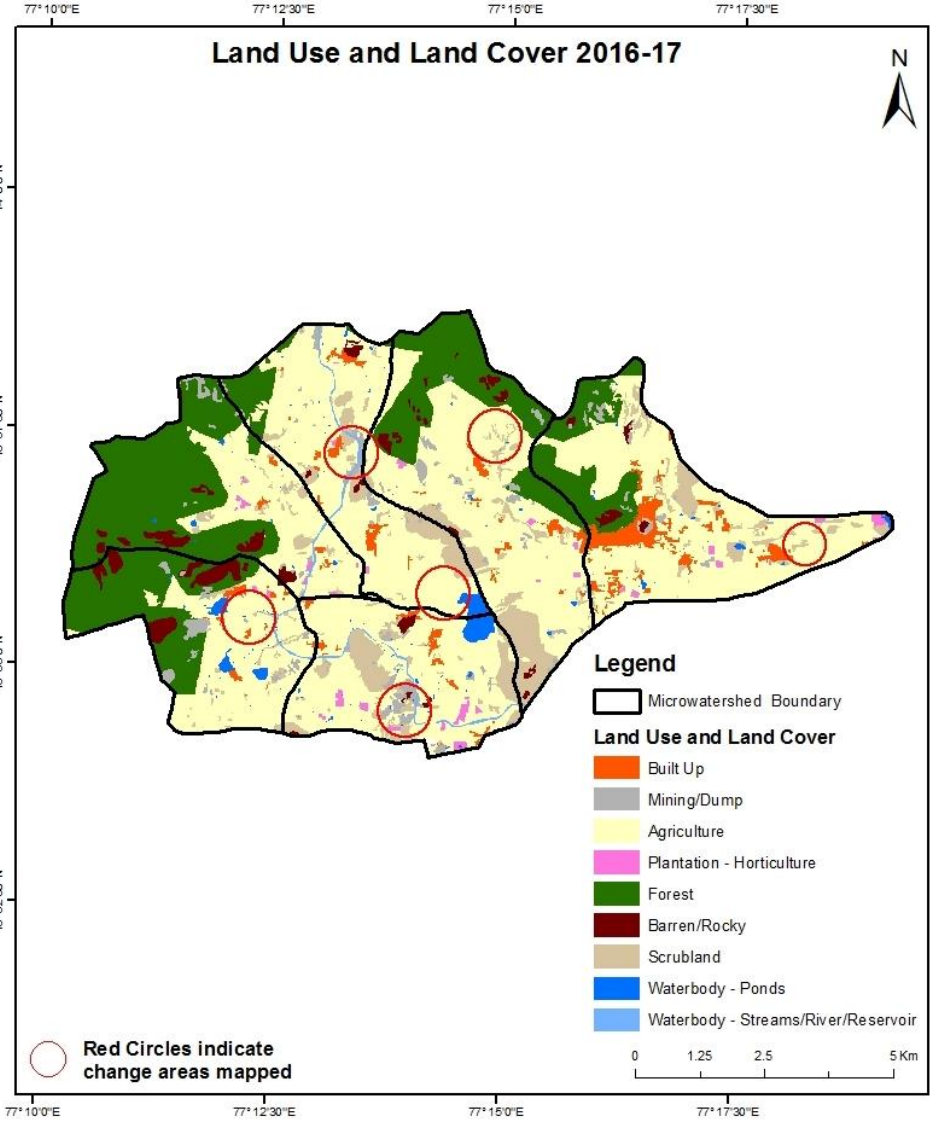 77°10'0"E 77°12'30"E 77°15'0"E 77°17'30"E
Land Use and Land Cover 2016-17
N
Legend
Microwatershed Boundary
Land Use and Land Cover
Built Up
Mining/Dump
Agriculture
Plantation - Horticulture
Forest
Barren/Rocky
Scrubland
Waterbody - Ponds
Waterbody - Streams/River/Reservoir
0 1.25 2.5 5 Km
Red Circles indicate
change areas mapped
77°10'0"E 77°12'30"E 77°15'0"E 77°17'30"E